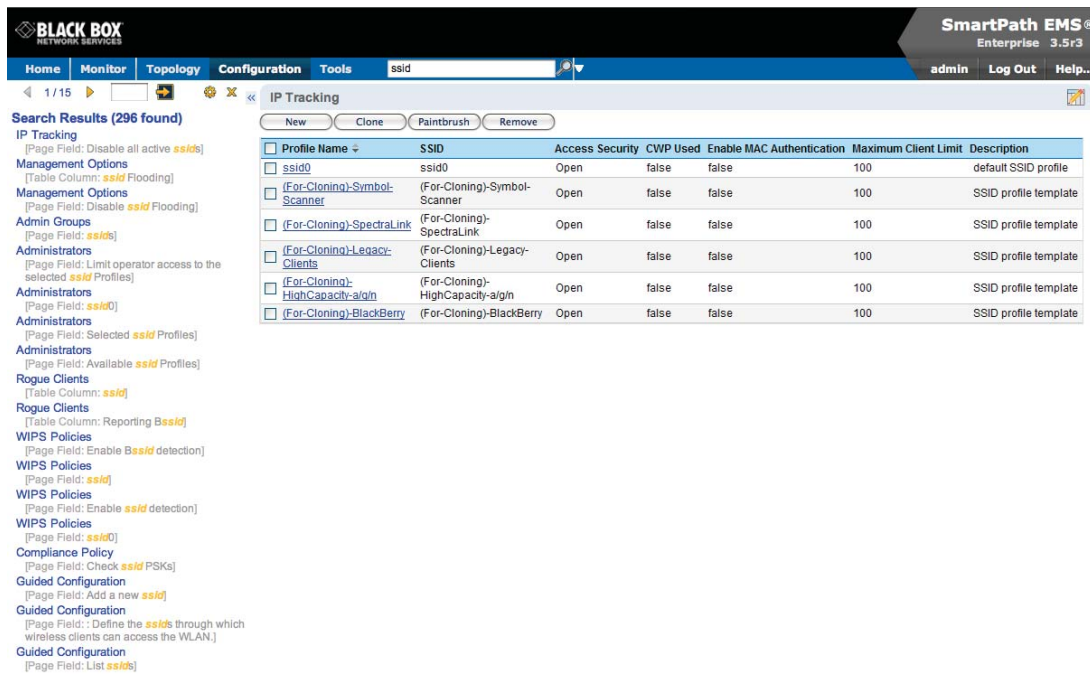 BLACK BOX
NETWORK SERVICES
SmartPath EMS®
Enterprise 3.5r3
Home Monitor Topology Configuration Tools ssid
admin Log Out Help..
1/15
«
Search Results (296 found)
IP Tracking
[Page Field: Disable all active ssids]
Management Options
[Table Column: ssid Flooding]
Management Options
[Page Field: Disable ssid Flooding]
Admin Groups
[Page Field: ssids]
Administrators
[Page Field: Limit operator access to the
selected ssid Profiles]
Administrators
[Page Field: ssid0]
Administrators
[Page Field: Selected ssid Profiles]
Administrators
[Page Field: Available ssid Profiles]
Rogue Clients
[Table Column: ssid]
Rogue Clients
[Table Column: Reporting Bssid]
WIPS Policies
[Page Field: Enable Bssid detection]
WIPS Policies
[Page Field: ssid]
WIPS Policies
[Page Field: Enable ssid detection]
WIPS Policies
[Page Field: ssid0]
Compliance Policy
[Page Field: Check ssid PSKs]
Guided Configuration
[Page Field: Add a new ssid]
Guided Configuration
[Page Field: : Define the ssids through which
wireless clients can access the WLAN.]
Guided Configuration
[Page Field: List ssids]
IP Tracking
New Clone Paintbrush Remove
Profile Name SSID Access Security CWP Used Enable MAC Authentication Maximum Client Limit Description
ssid0 ssid0 Open false false 100 default SSID profile
(For-Cloning)-Symbol-
Scanner (For-Cloning)-Symbol-
Scanner Open false false 100 SSID profile template
(For-Cloning)-SpectraLink (For-Cloning)-
SpectraLink Open false false 100 SSID profile template
(For-Cloning)-Legacy-
Clients (For-Cloning)-Legacy-
Clients Open false false 100 SSID profile template
(For-Cloning)-
HighCapacity-a/g/n (For-Cloning)-
HighCapacity-a/g/n Open false false 100 SSID profile template
(For-Cloning)-BlackBerry (For-Cloning)-BlackBerry Open false false 100 SSID profile template